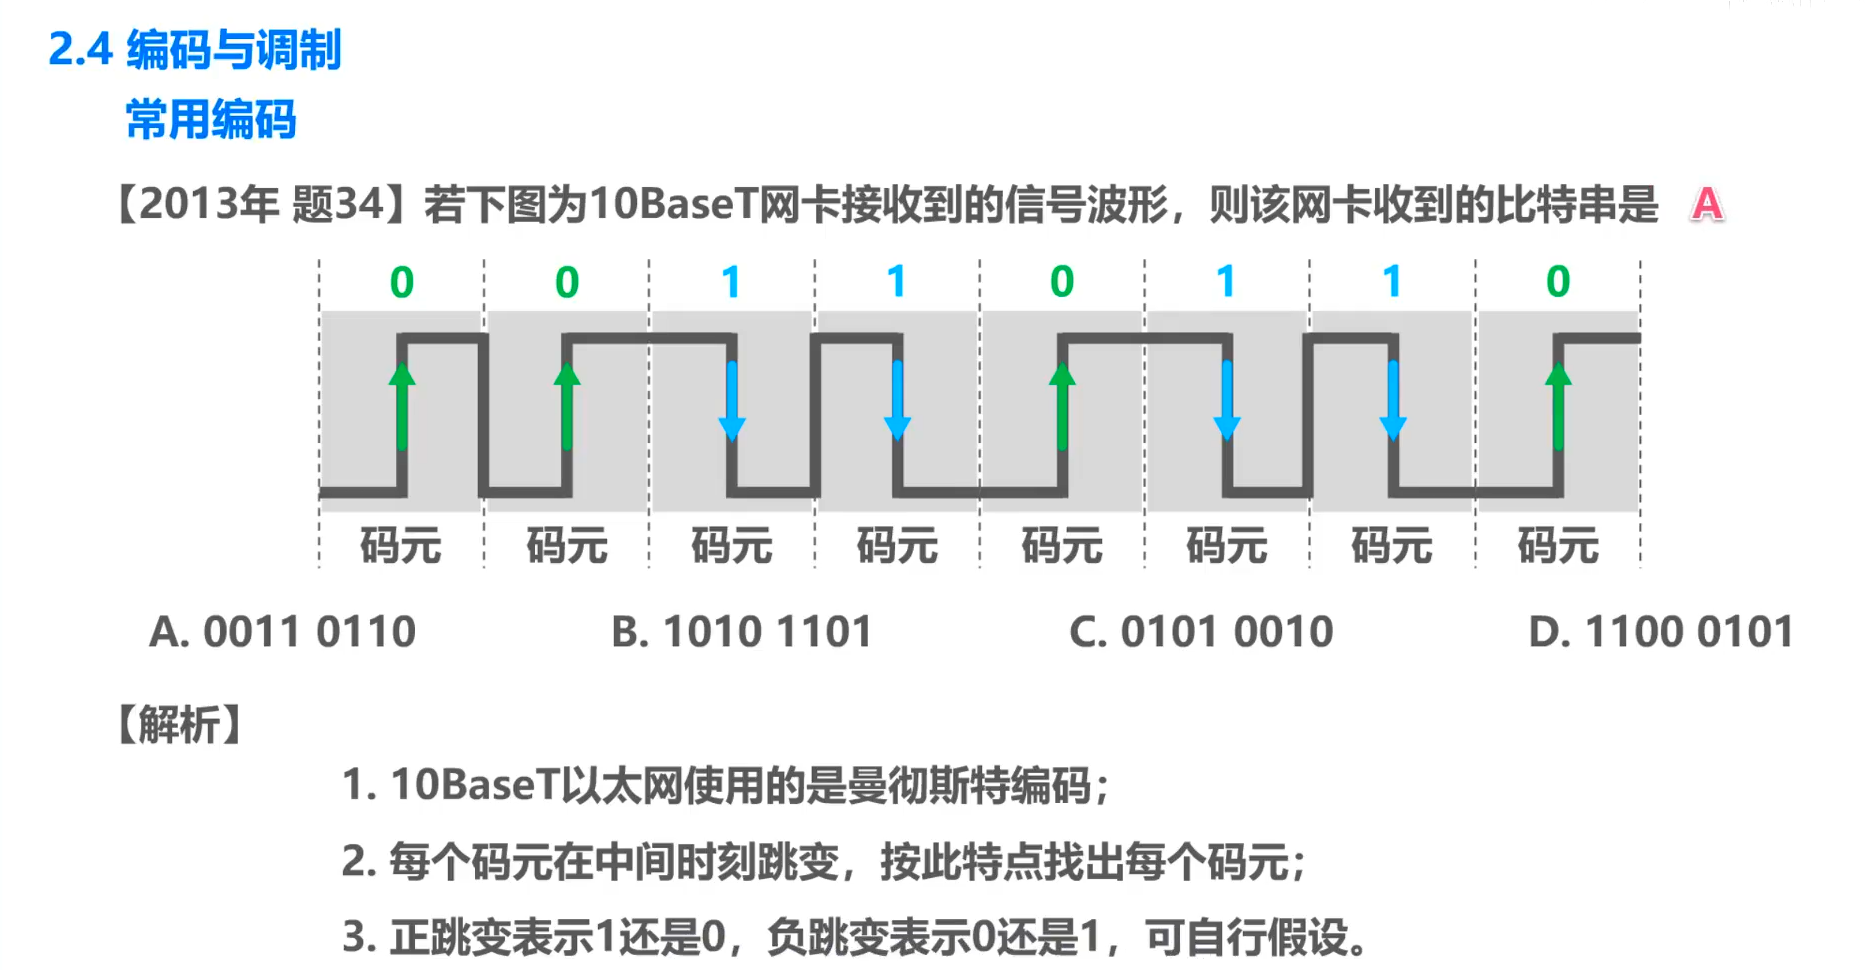 2.4 编码与调制
常用编码
【2013年 题34】若下图为10BaseT网卡接收到的信号波形，则该网卡收到的比特串是 A
0 0 1 1 0 1 1 0
码元 码元 码元 码元 码元 码元 码元 码元
A. 0011 0110 B. 1010 1101 C. 0101 0010 D. 1100 0101
【解析】
1. 10BaseT以太网使用的是曼彻斯特编码；
2. 每个码元在中间时刻跳变，按此特点找出每个码元；
3. 正跳变表示1还是0，负跳变表示0还是1，可自行假设。